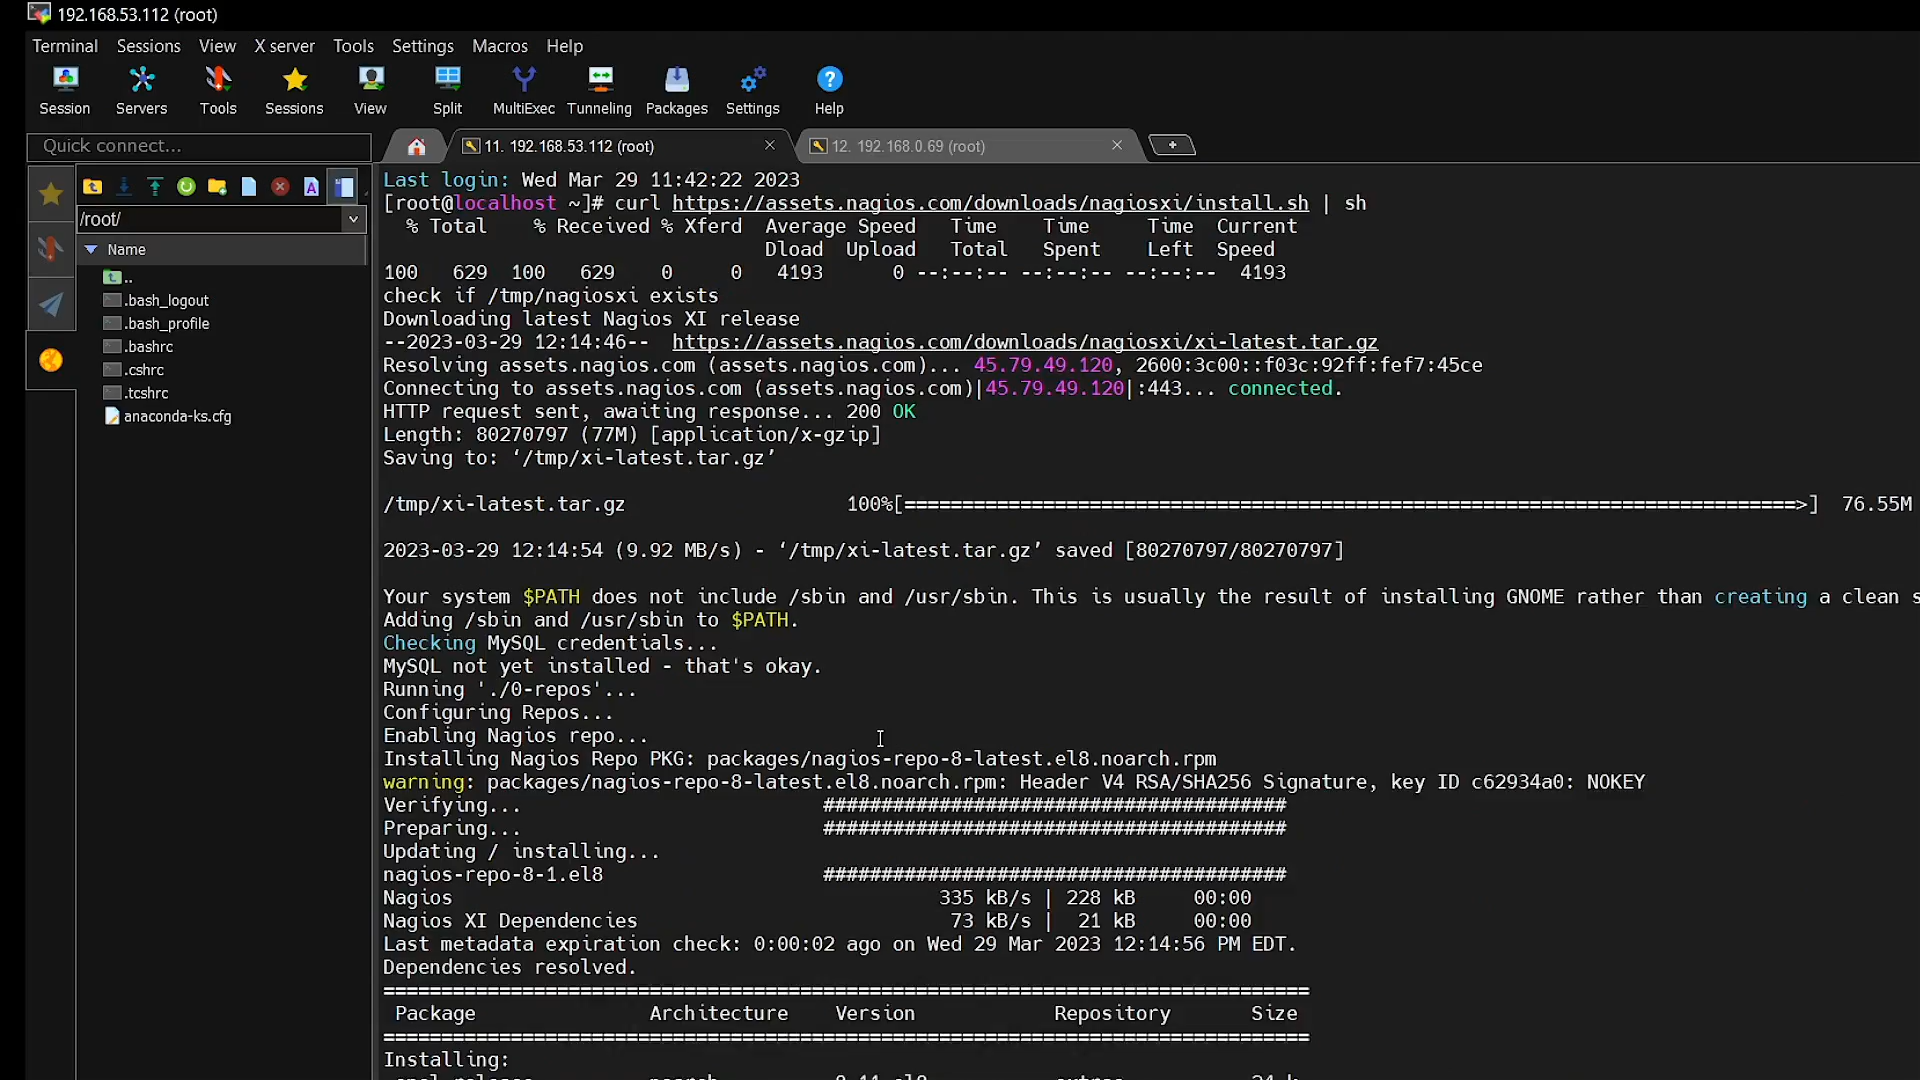 192.168.53.112 (root)
Terminal Sessions View X server Tools Settings Macros Help
Session Servers Tools Sessions View Split MultiExec Tunneling Packages Settings Help
Quick connect...
11. 192.168.53.112 (root)
12. 192.168.0.69 (root)
/root/
Name
..
.bash_logout
.bash_profile
.bashrc
.cshrc
.tcshrc
anaconda-ks.cfg
Last login: Wed Mar 29 11:42:22 2023
[root@localhost ~]# curl https://assets.nagios.com/downloads/nagiosxi/install.sh | sh
% Total % Received % Xferd Average Speed Time Time Time Current
Dload Upload Total Spent Left Speed
100 629 100 629 0 0 4193 0 --:--:-- --:--:-- --:--:-- 4193
check if /tmp/nagiosxi exists
Downloading latest Nagios XI release
--2023-03-29 12:14:46-- https://assets.nagios.com/downloads/nagiosxi/xi-latest.tar.gz
Resolving assets.nagios.com (assets.nagios.com)... 45.79.49.120, 2600:3c00::f03c:92ff:fef7:45ce
Connecting to assets.nagios.com (assets.nagios.com)|45.79.49.120|:443... connected.
HTTP request sent, awaiting response... 200 OK
Length: 80270797 (77M) [application/x-gzip]
Saving to: ‘/tmp/xi-latest.tar.gz’
/tmp/xi-latest.tar.gz 100%[=============================================================================>] 76.55M
2023-03-29 12:14:54 (9.92 MB/s) - ‘/tmp/xi-latest.tar.gz’ saved [80270797/80270797]
Your system $PATH does not include /sbin and /usr/sbin. This is usually the result of installing GNOME rather than creating a clean s
Adding /sbin and /usr/sbin to $PATH.
Checking MySQL credentials...
MySQL not yet installed - that's okay.
Running './0-repos'...
Configuring Repos...
Enabling Nagios repo...
Installing Nagios Repo PKG: packages/nagios-repo-8-latest.el8.noarch.rpm
warning: packages/nagios-repo-8-latest.el8.noarch.rpm: Header V4 RSA/SHA256 Signature, key ID c62934a0: NOKEY
Verifying... ########################################
Preparing... ########################################
Updating / installing...
nagios-repo-8-1.el8 ########################################
Nagios 335 kB/s | 228 kB 00:00
Nagios XI Dependencies 73 kB/s | 21 kB 00:00
Last metadata expiration check: 0:00:02 ago on Wed 29 Mar 2023 12:14:56 PM EDT.
Dependencies resolved.
================================================================================
Package Architecture Version Repository Size
================================================================================
Installing: